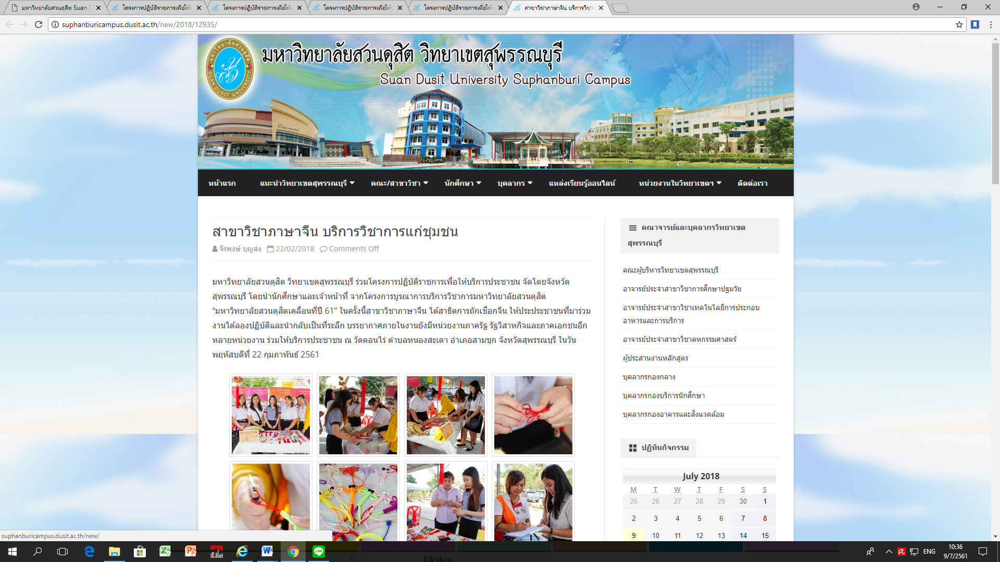 มหาวิทยาลัยสวนดุสิต Suan D
โครงการปฏิบัติราชการเพื่อให้
โครงการปฏิบัติราชการเพื่อให้
โครงการปฏิบัติราชการเพื่อให้
โครงการปฏิบัติราชการเพื่อให้
สาขาวิชาภาษาจีน บริการวิชา
suphanburicampus.dusit.ac.th/new/2018/12935/
มหาวิทยาลัยสวนดุสิต
SUAN DUSIT UNIVERSITY
มหาวิทยาลัยสวนดุสิต วิทยาเขตสุพรรณบุรี
Suan Dusit University Suphanburi Campus
หน้าแรก แนะนำวิทยาเขตสุพรรณบุรี คณะ/สาขาวิชา นักศึกษา บุคลากร แหล่งเรียนรู้ออนไลน์ หน่วยงานในวิทยาเขตฯ ติดต่อเรา
สาขาวิชาภาษาจีน บริการวิชาการแก่ชุมชน
จิรพงษ์ บุญส่ง 22/02/2018 Comments Off
มหาวิทยาลัยสวนดุสิต วิทยาเขตสุพรรณบุรี ร่วมโครงการปฏิบัติราชการเพื่อให้บริการประชาชน จัดโดยจังหวัด
สุพรรณบุรี โดยนำนักศึกษาและเจ้าหน้าที่ จากโครงการบูรณาการบริการวิชาการมหาวิทยาลัยสวนดุสิต
“มหาวิทยาลัยสวนดุสิตเคลื่อนที่ปี 61” ในครั้งนี้สาขาวิชาภาษาจีน ได้สาธิตการถักเชือกจีน ให้ประประชาชนที่มาร่วม
งานได้ลองปฏิบัติและนำกลับเป็นที่ระลึก บรรยากาศภายในงานยังมีหน่วยงานภาครัฐ รัฐวิสาหกิจและภาคเอกชนอีก
หลายหน่วยงาน ร่วมให้บริการประชาชน ณ วัดดอนไร่ ตำบลหนองสะเดา อำเภอสามชุก จังหวัดสุพรรณบุรี ในวัน
พฤหัสบดีที่ 22 กุมภาพันธ์ 2561
คณาจารย์และบุคลากรวิทยาเขต
สุพรรณบุรี
คณะผู้บริหารวิทยาเขตสุพรรณบุรี
อาจารย์ประจำสาขาวิชาการศึกษาปฐมวัย
อาจารย์ประจำสาขาวิชาเทคโนโลยีการประกอบ
อาหารและการบริการ
อาจารย์ประจำสาขาวิชาคหกรรมศาสตร์
ผู้ประสานงานหลักสูตร
บุคลากรกองกลาง
บุคลากรกองบริการนักศึกษา
บุคลากรกองอาคารและสิ่งแวดล้อม
ปฏิทินกิจกรรม
July 2018
M T W T F S S
25 26 27 28 29 30 1
2 3 4 5 6 7 8
9 10 11 12 13 14 15
suphanburicampus.dusit.ac.th/new/
SPSS
LINE
Notes
ENG
10:36
9/7/2561